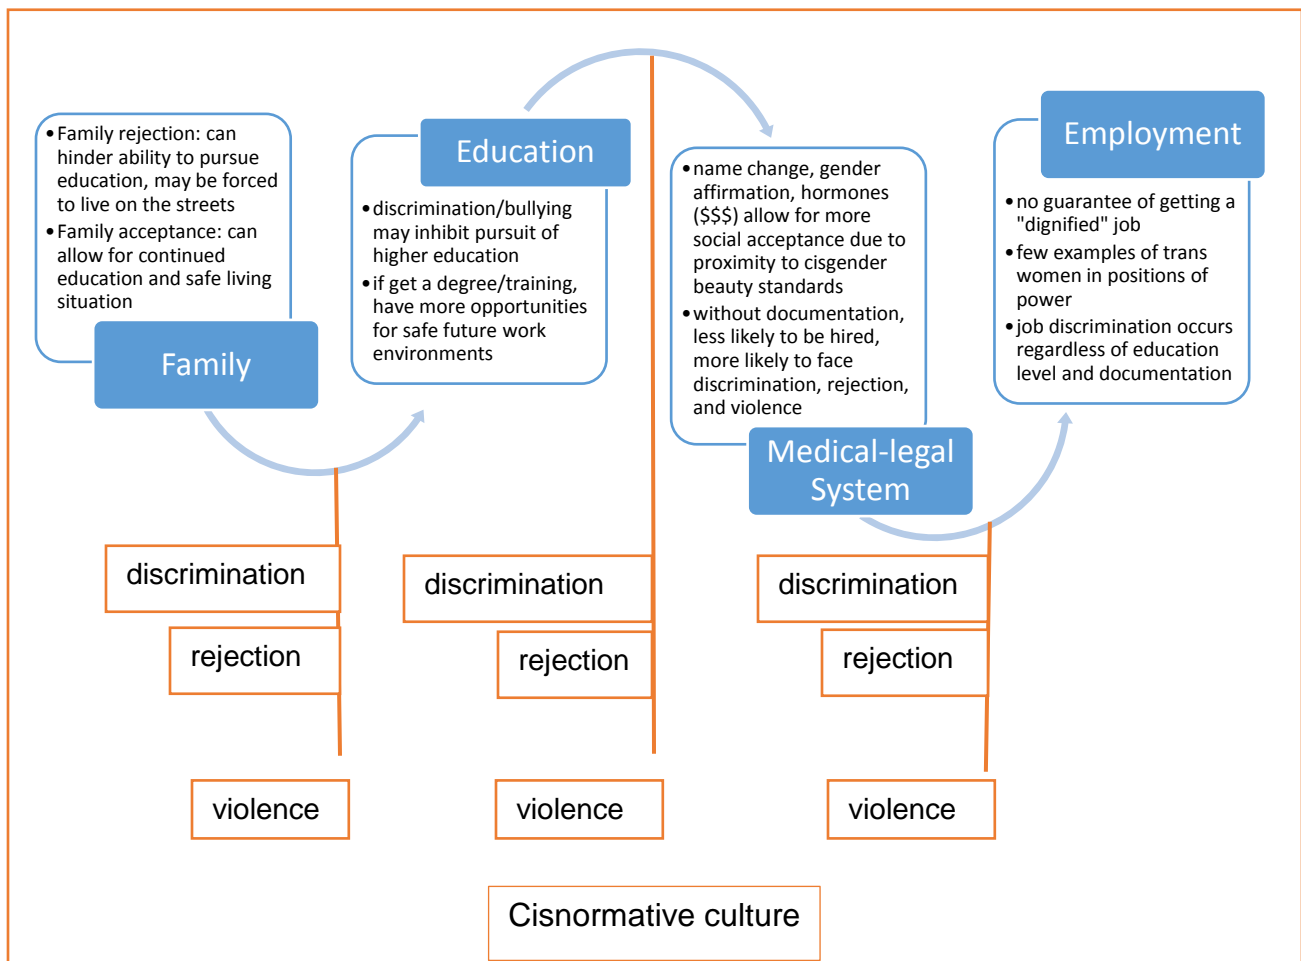 • Family rejection: can
hinder ability to pursue
education, may be forced
to live on the streets
• Family acceptance: can
allow for continued
education and safe living
situation
Family
Education
• discrimination/bullying
may inhibit pursuit of
higher education
• if get a degree/training,
have more opportunities
for safe future work
environments
• name change, gender
affirmation, hormones
($$$) allow for more
social acceptance due to
proximity to cisgender
beauty standards
• without documentation,
less likely to be hired,
more likely to face
discrimination, rejection,
and violence
Medical-legal
System
Employment
• no guarantee of getting a
"dignified" job
• few examples of trans
women in positions of
power
• job discrimination occurs
regardless of education
level and documentation
discrimination
rejection
violence
discrimination
rejection
violence
discrimination
rejection
violence
Cisnormative culture